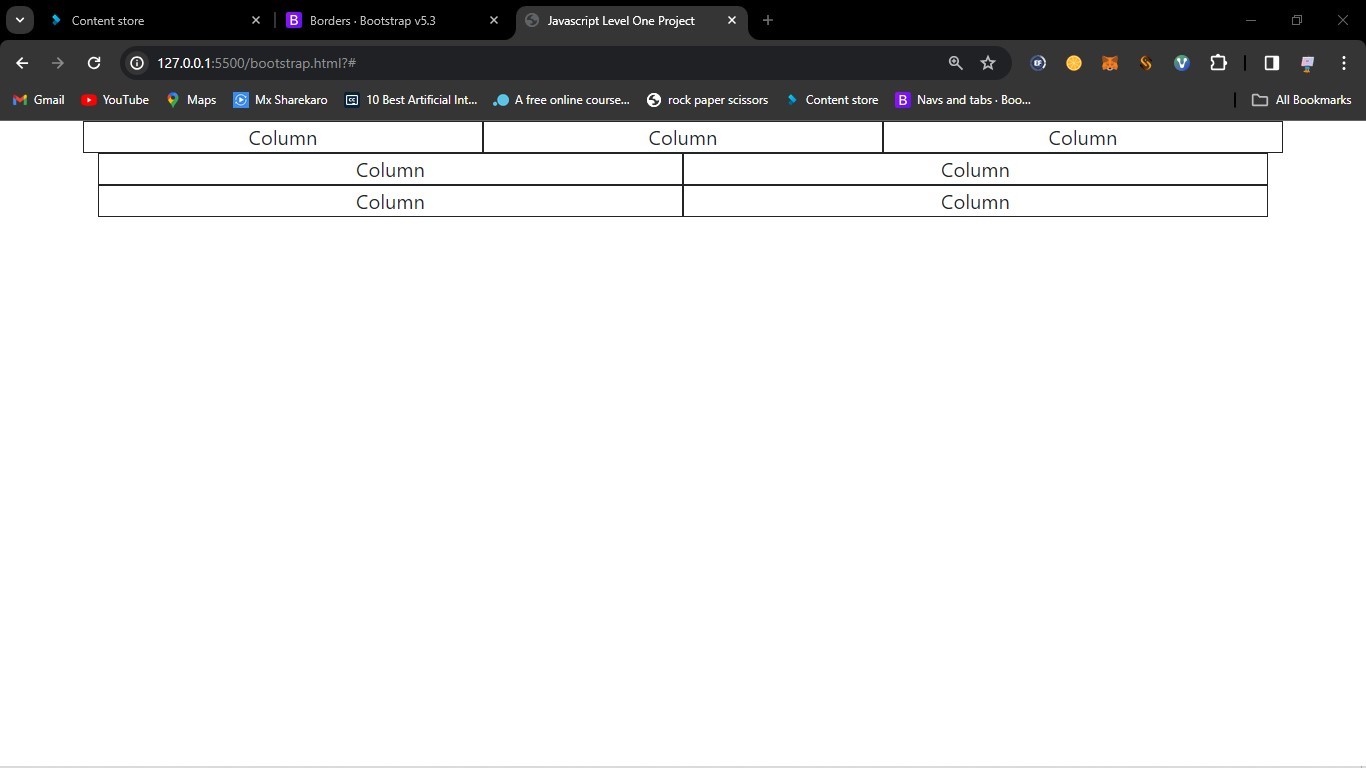 Content store
B Borders · Bootstrap v5.3
Javascript Level One Project
127.0.0.1:5500/bootstrap.html?#
Gmail YouTube Maps Mx Sharekaro 10 Best Artificial Int... A free online course... rock paper scissors Content store B Navs and tabs · Boo... All Bookmarks
Column Column Column
Column Column
Column Column